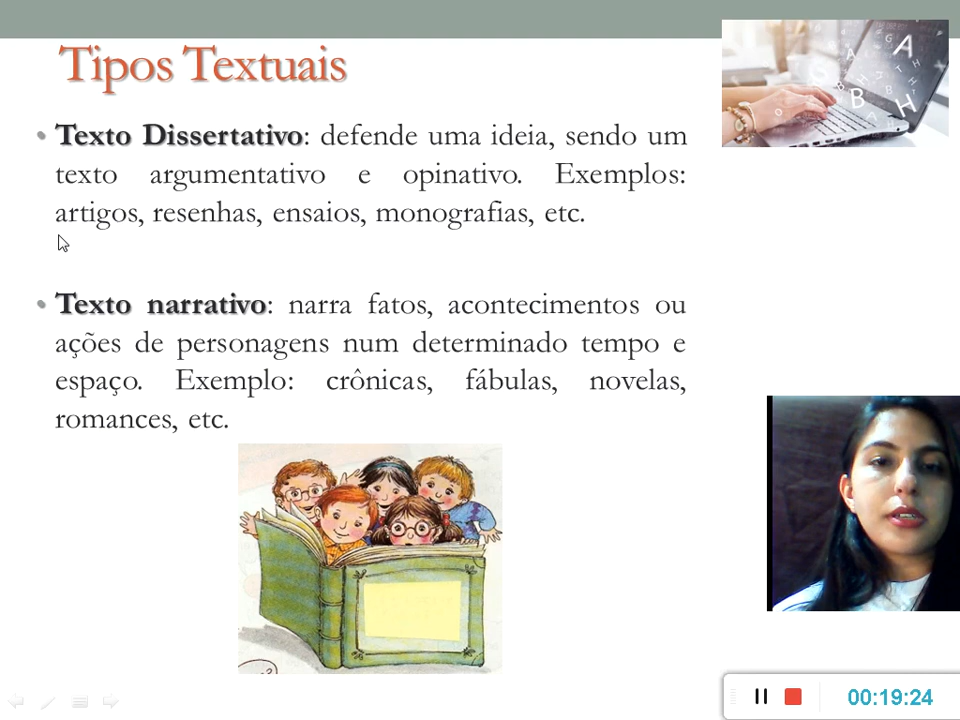 Tipos Textuais
• Texto Dissertativo: defende uma ideia, sendo um
texto argumentativo e opinativo. Exemplos:
artigos, resenhas, ensaios, monografias, etc.
• Texto narrativo: narra fatos, acontecimentos ou
ações de personagens num determinado tempo e
espaço. Exemplo: crônicas, fábulas, novelas,
romances, etc.
00:19:24